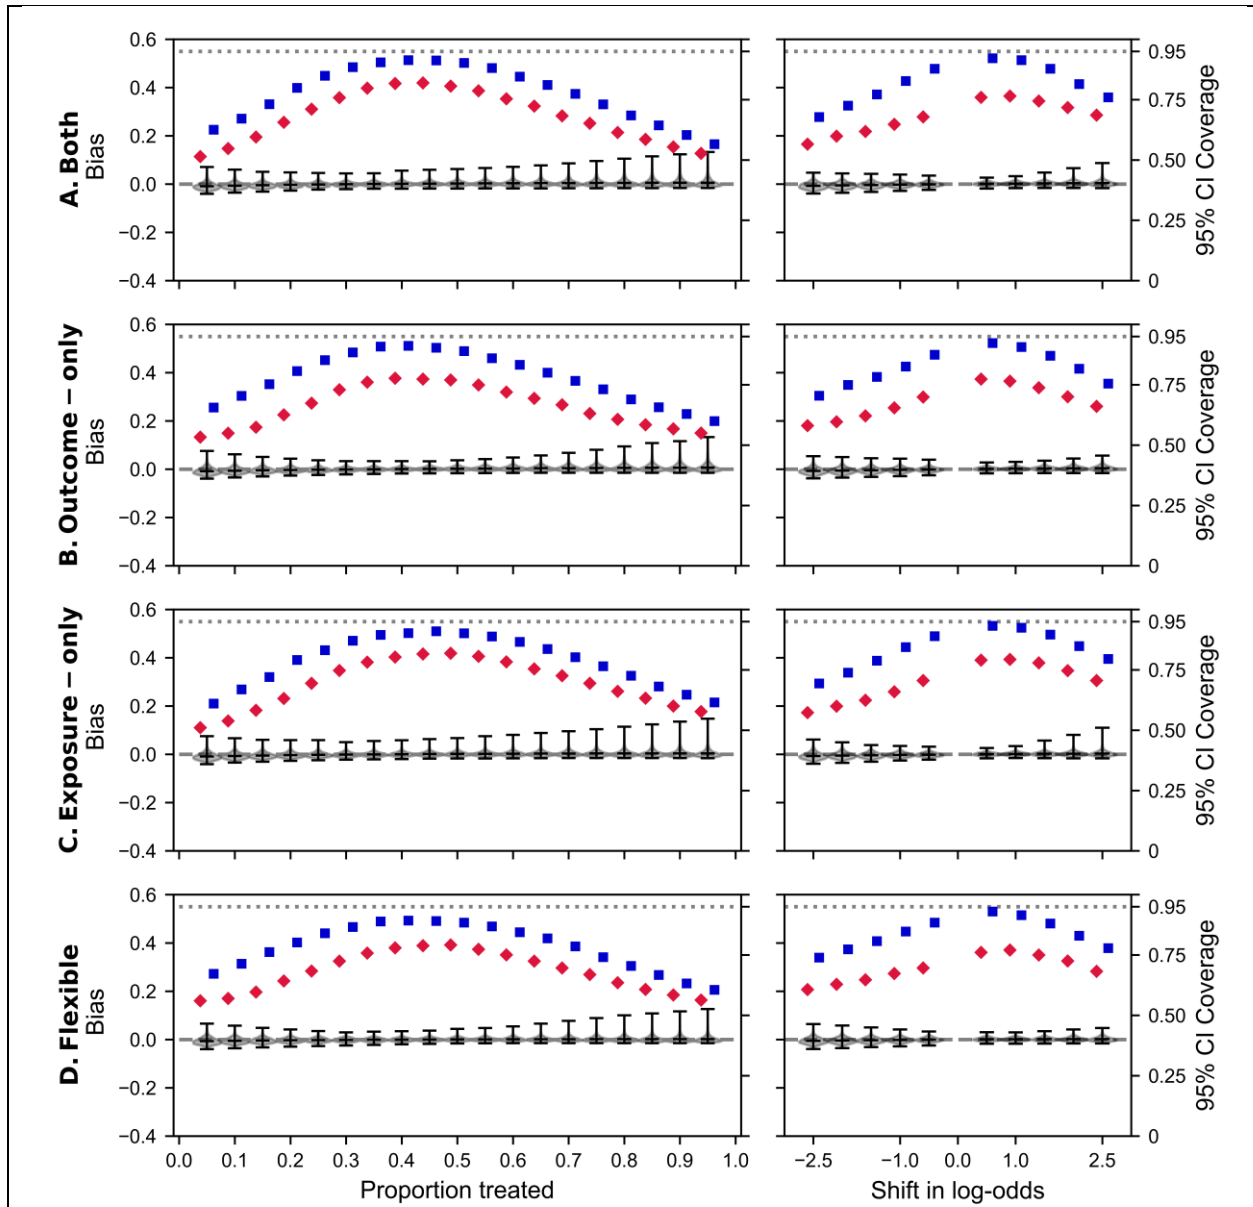 A. Both
Bias
0.6
0.4
0.2
0.0
−0.2
−0.4
0.95
0.75
0.50
0.25
0
95% CI Coverage
B. Outcome − only
Bias
0.6
0.4
0.2
0.0
−0.2
−0.4
0.95
0.75
0.50
0.25
0
95% CI Coverage
C. Exposure − only
Bias
0.6
0.4
0.2
0.0
−0.2
−0.4
0.95
0.75
0.50
0.25
0
95% CI Coverage
D. Flexible
Bias
0.6
0.4
0.2
0.0
−0.2
−0.4
0.95
0.75
0.50
0.25
0
95% CI Coverage
0.0 0.1 0.2 0.3 0.4 0.5 0.6 0.7 0.8 0.9 1.0
−2.5 −1.0 0.0 1.0 2.5
Proportion treated
Shift in log-odds